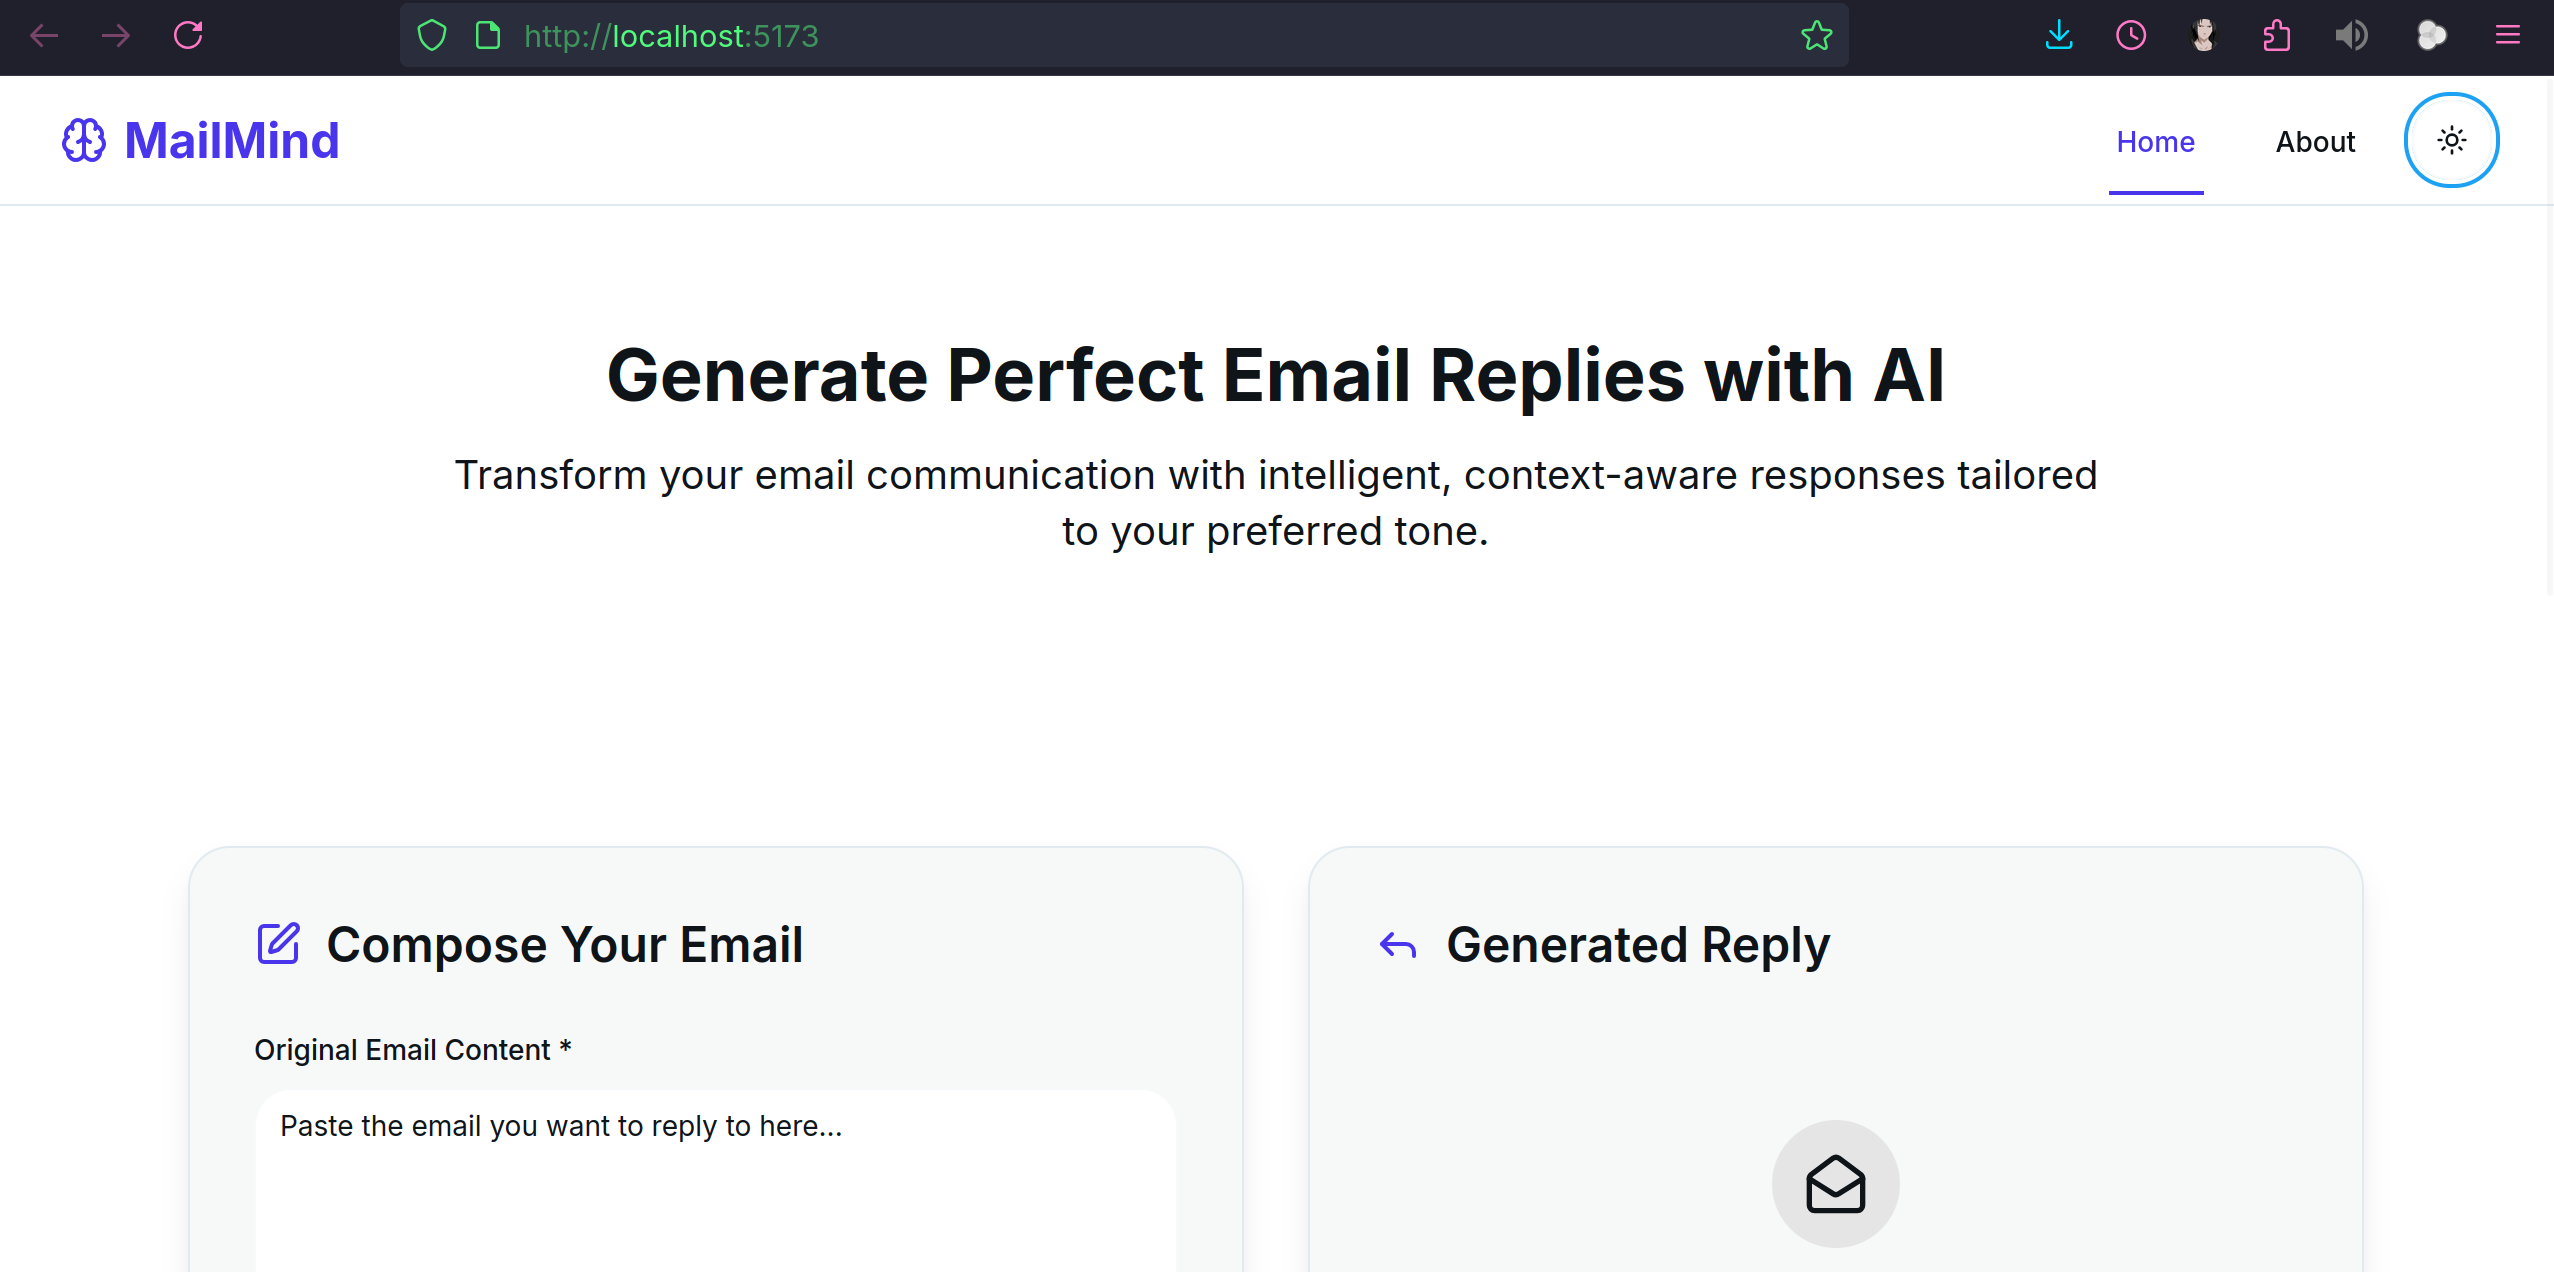 http://localhost:5173
MailMind
Home
About
Generate Perfect Email Replies with AI
Transform your email communication with intelligent, context-aware responses tailored
to your preferred tone.
Compose Your Email
Generated Reply
Original Email Content *
Paste the email you want to reply to here...